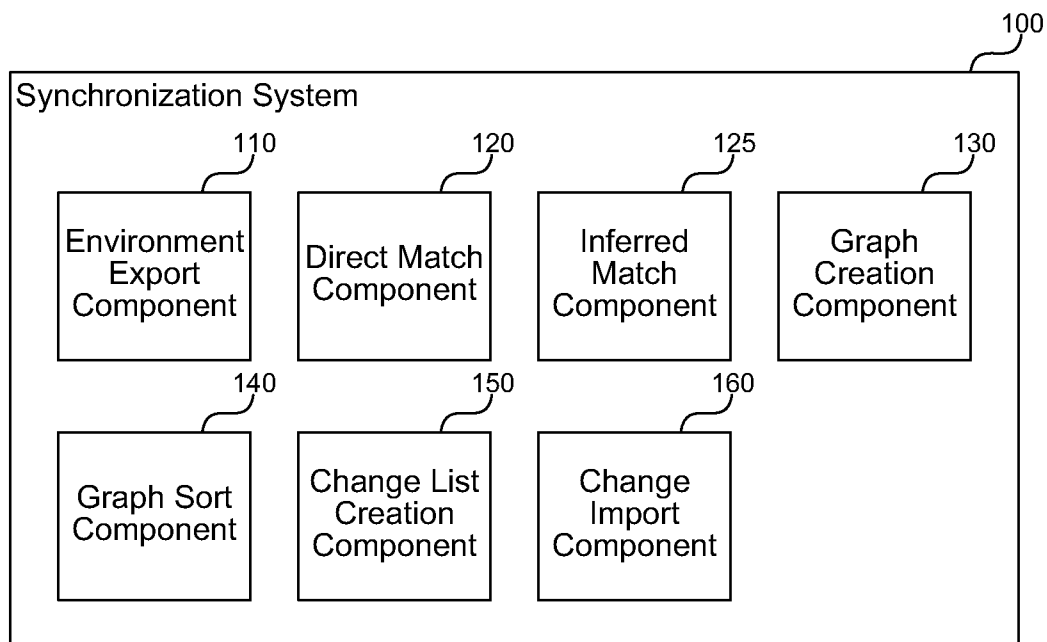 100
Synchronization System
110
120
125
130
Environment
Export
Component
Direct Match
Component
Inferred
Match
Component
Graph
Creation
Component
140
150
160
Graph Sort
Component
Change List
Creation
Component
Change
Import
Component